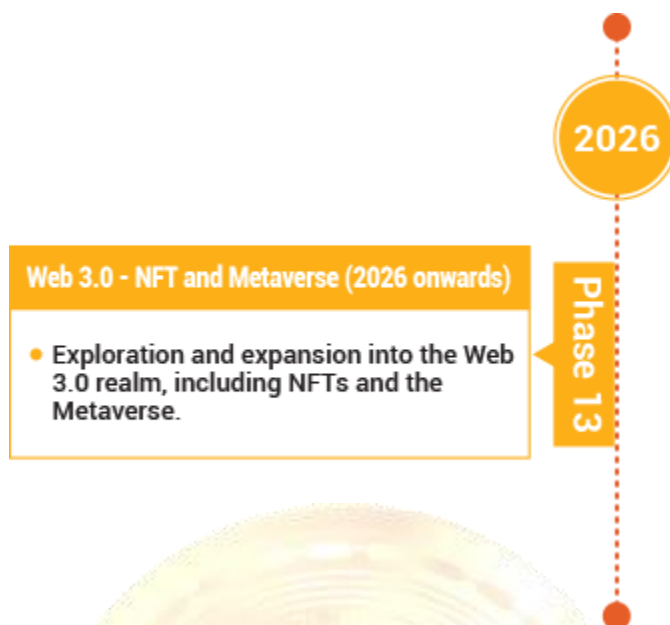 2026
Web 3.0 - NFT and Metaverse (2026 onwards)
Phase 13
Exploration and expansion into the Web
3.0 realm, including NFTs and the
Metaverse.